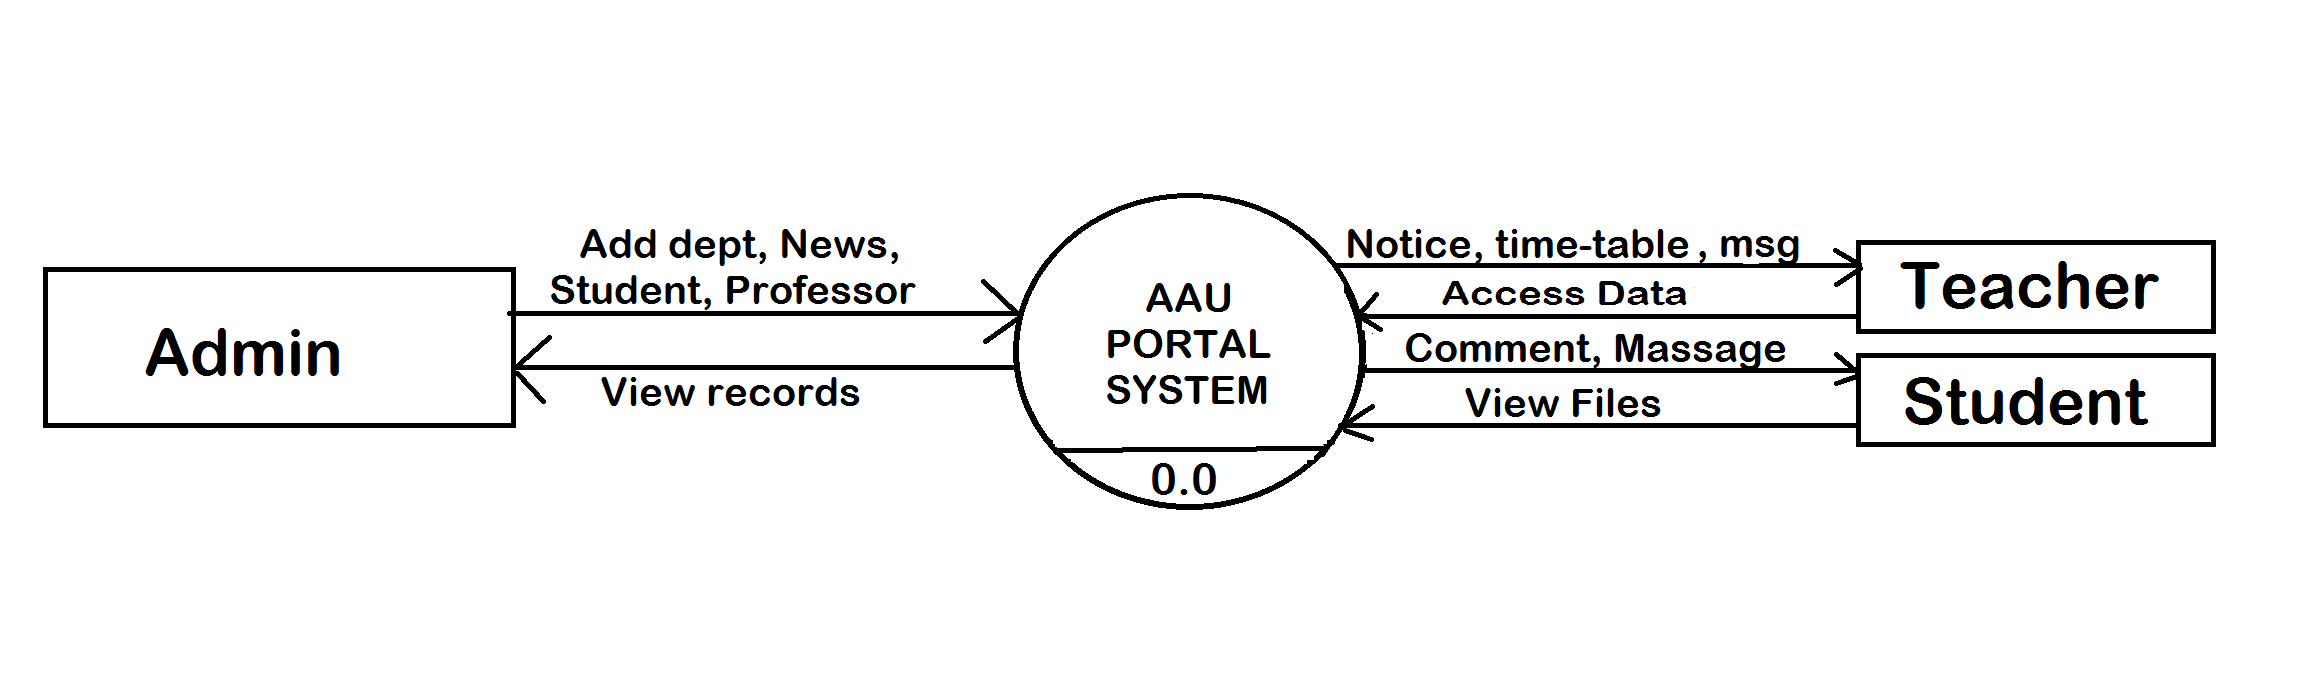 Admin
Add dept, News,
Student, Professor
View records
AAU
PORTAL
SYSTEM
0.0
Notice, time-table , msg
Access Data
Comment, Massage
View Files
Teacher
Student